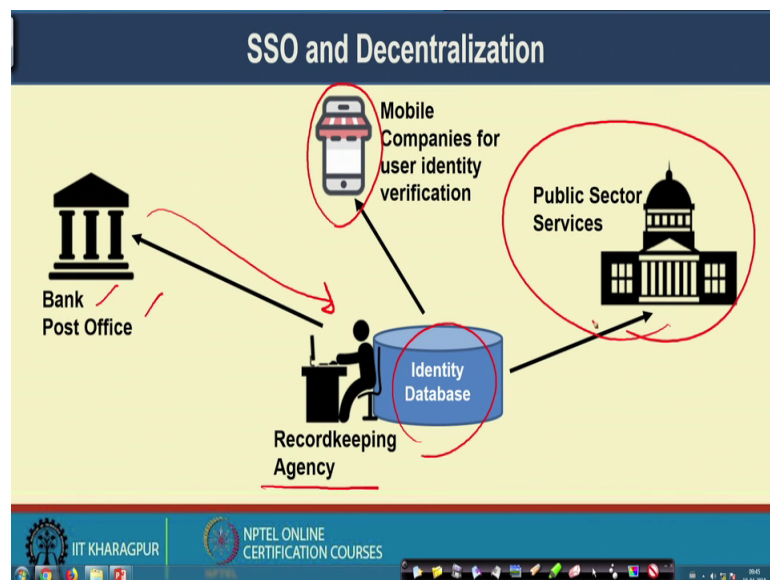 SSO and Decentralization
Mobile
Companies for
user identity
verification
Public Sector
Services
Bank
Post Office
Identity
Database
Recordkeeping
Agency
IIT KHARAGPUR
NPTEL ONLINE
CERTIFICATION COURSES